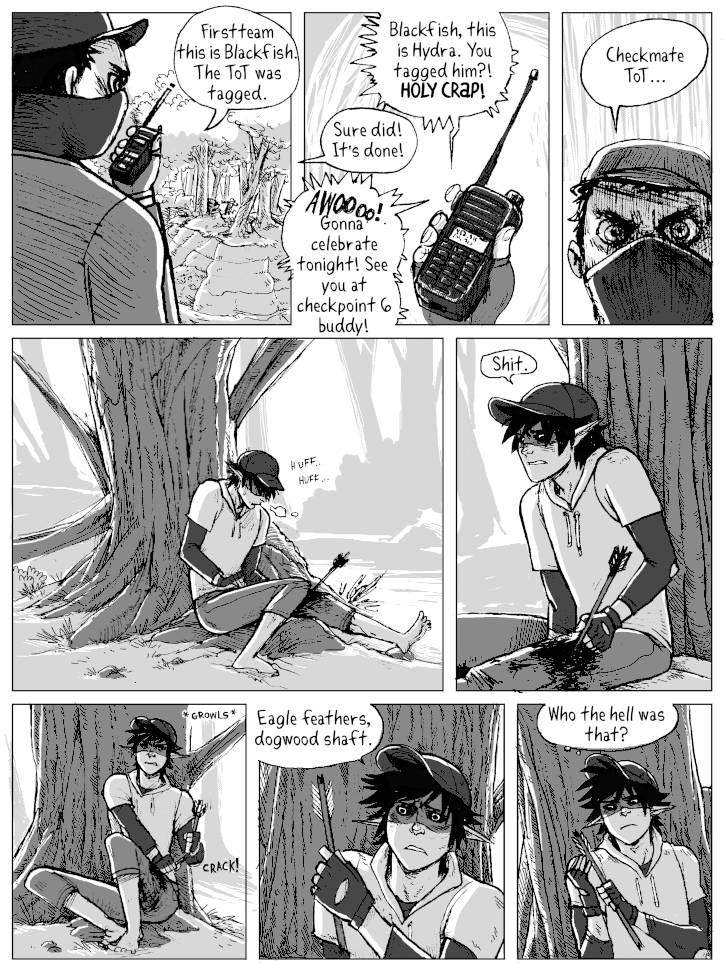 Firstteam
this is Blackfish.
The ToT was
tagged.
Blackfish, this
is Hydra. You
tagged him?!
HOLY CRaP!
Sure did!
It's done!
AWOOoo!
Gonna
celebrate
tonight! See
you at
checkpoint 6
buddy!
Checkmate
ToT...
HUFF..
HUFF...
Shit.
*GROWLS*
CRACK!
Eagle feathers,
dogwood shaft.
Who the hell was
that?